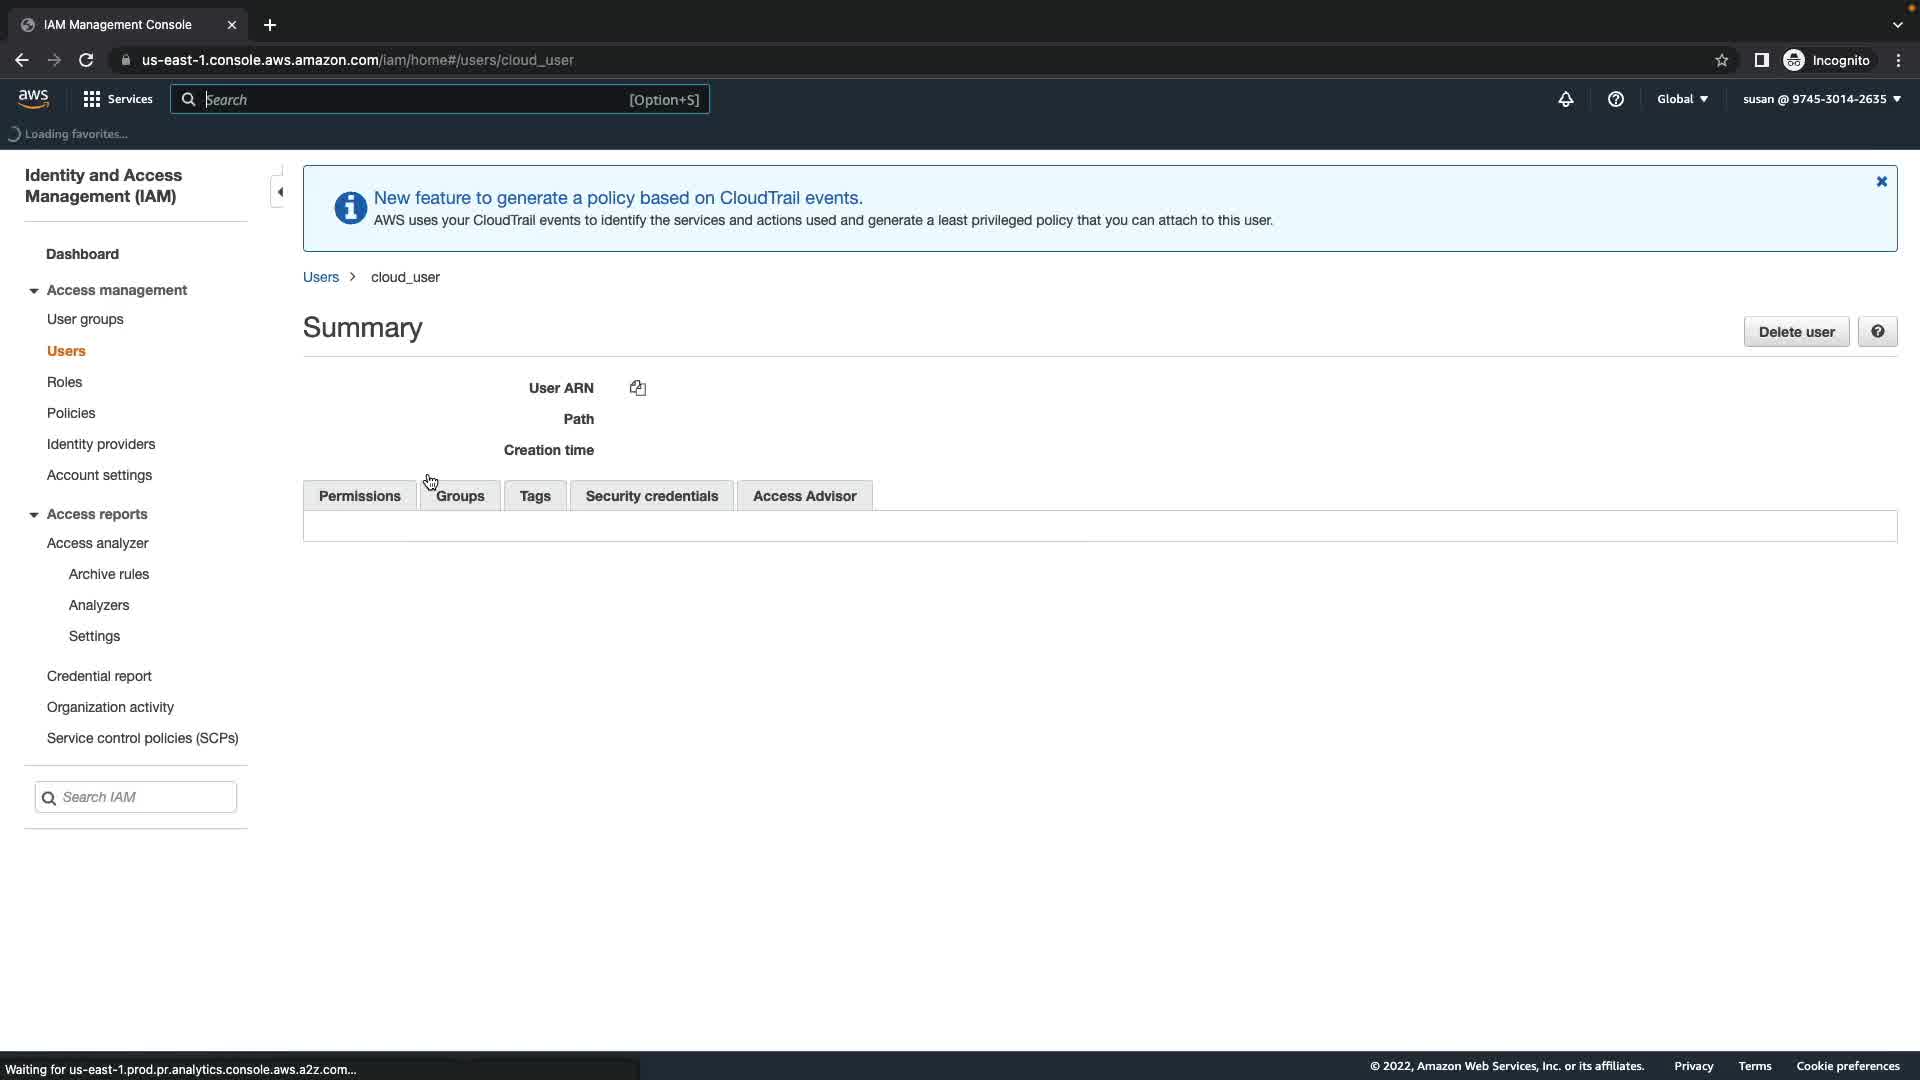 IAM Management Console
us-east-1.console.aws.amazon.com/iam/home#/users/cloud_user
Incognito
aws
Services
Search
[Option+S]
Global
susan @ 9745-3014-2635
Loading favorites...
Identity and Access
Management (IAM)
New feature to generate a policy based on CloudTrail events.
AWS uses your CloudTrail events to identify the services and actions used and generate a least privileged policy that you can attach to this user.
Dashboard
Access management
User groups
Users
Roles
Policies
Identity providers
Account settings
Access reports
Access analyzer
Archive rules
Analyzers
Settings
Credential report
Organization activity
Service control policies (SCPs)
Search IAM
Users > cloud_user
Summary
Delete user
User ARN
Path
Creation time
Permissions
Groups
Tags
Security credentials
Access Advisor
Waiting for us-east-1.prod.pr.analytics.console.aws.a2z.com...
© 2022, Amazon Web Services, Inc. or its affiliates.
Privacy
Terms
Cookie preferences